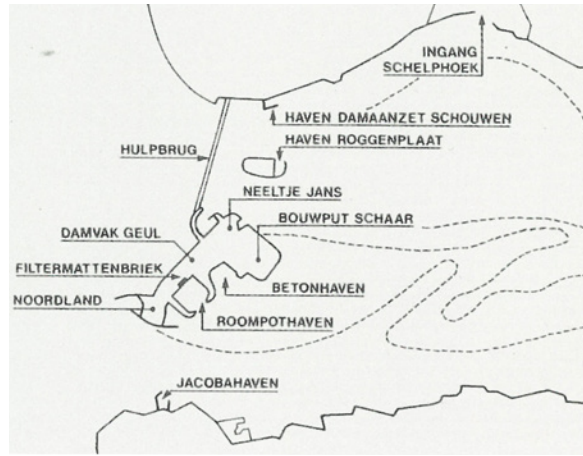 INGANG
SCHELPHOEK
HAVEN DAMAANZET SCHOUWEN
HAVEN ROGGENPLAAT
HULPBRUG
NEELTJE JANS
BOUWPUT SCHAAR
DAMVAK GEUL
FILTERMATTENBRIEK
BETONHAVEN
NOORDLAND
ROOMPOTHAVEN
JACOBAHAVEN